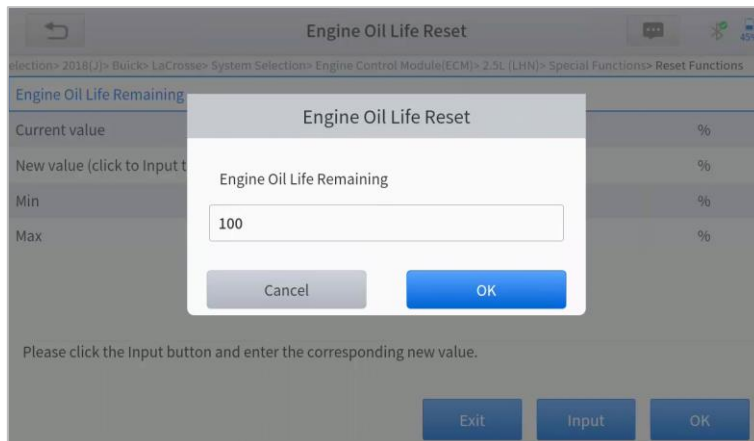 Engine Oil Life Reset
45%
election> 2018(J)> Buick> LaCrosse> System Selection> Engine Control Module(ECM)> 2.5L (LHN)> Special Functions> Reset Functions
Engine Oil Life Remaining
Current value %
New value (click to Input t %
Min %
Max %
Engine Oil Life Reset
Engine Oil Life Remaining
100
Cancel OK
Please click the Input button and enter the corresponding new value.
Exit Input OK